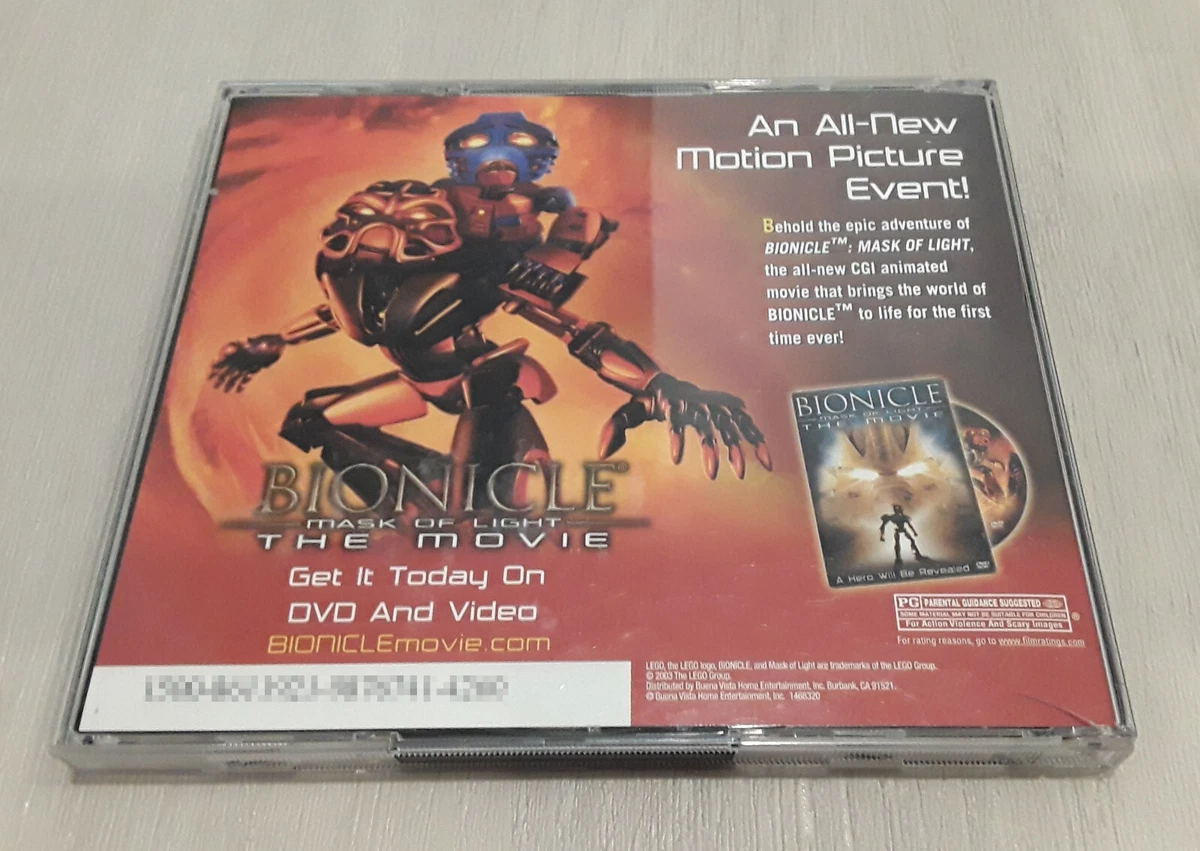 An All-New
Motion Picture
Event!
Behold the epic adventure of
BIONICLE™: MASK OF LIGHT,
the all-new CGI animated
movie that brings the world of
BIONICLE™ to life for the first
time ever!
BIONICLE
MASK OF LIGHT
THE MOVIE
A Hero Will Be Revealed
DVD
BIONICLE®
MASK OF LIGHT
THE MOVIE
Get It Today On
DVD And Video
BIONICLEmovie.com
PG PARENTAL GUIDANCE SUGGESTED
SOME MATERIAL MAY NOT BE SUITABLE FOR CHILDREN
®
For Action Violence And Scary Images
For rating reasons, go to www.filmratings.com
LEGO, the LEGO logo, BIONICLE, and Mask of Light are trademarks of the LEGO Group.
© 2003 The LEGO Group.
Distributed by Buena Vista Home Entertainment, Inc. Burbank, CA 91521.
© Buena Vista Home Entertainment, Inc. 1468320